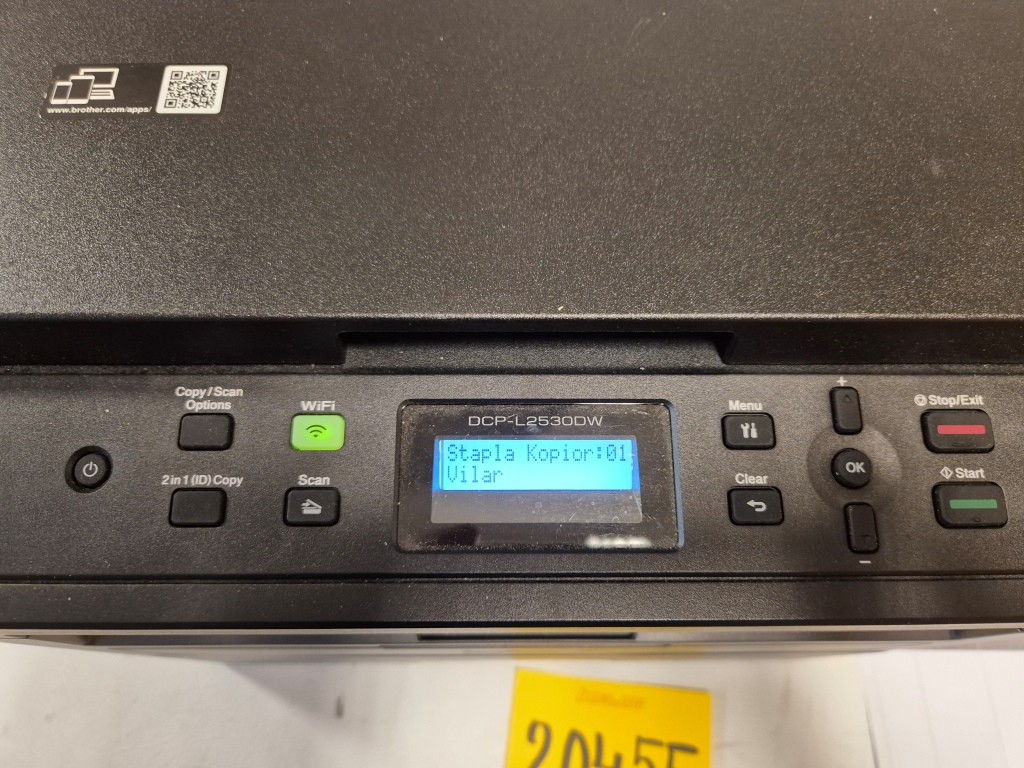 www.brother.com/apps/
Copy/Scan
Options
WiFi
DCP-L2530DW
Stapla Kopior:01
Vilar
2 in 1 (ID) Copy
Scan
Menu
Clear
+
OK
−
Stop/Exit
Start